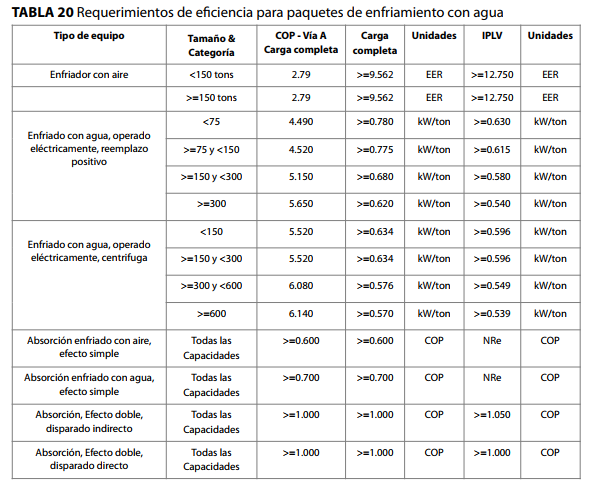 TABLA 20 Requerimientos de eficiencia para paquetes de enfriamiento con agua
Tipo de equipo Tamaño & Categoría COP - Vía A Carga completa Carga completa Unidades IPLV Unidades
Enfriador con aire <150 tons 2.79 >=9.562 EER >=12.750 EER
>=150 tons 2.79 >=9.562 EER >=12.750 EER
Enfriado con agua, operado eléctricamente, reemplazo positivo <75 4.490 >=0.780 kW/ton >=0.630 kW/ton
>=75 y <150 4.520 >=0.775 kW/ton >=0.615 kW/ton
>=150 y <300 5.150 >=0.680 kW/ton >=0.580 kW/ton
>=300 5.650 >=0.620 kW/ton >=0.540 kW/ton
Enfriado con agua, operado eléctricamente, centrifuga <150 5.520 >=0.634 kW/ton >=0.596 kW/ton
>=150 y <300 5.520 >=0.634 kW/ton >=0.596 kW/ton
>=300 y <600 6.080 >=0.576 kW/ton >=0.549 kW/ton
>=600 6.140 >=0.570 kW/ton >=0.539 kW/ton
Absorción enfriado con aire, efecto simple Todas las Capacidades >=0.600 >=0.600 COP NRe COP
Absorción enfriado con agua, efecto simple Todas las Capacidades >=0.700 >=0.700 COP NRe COP
Absorción, Efecto doble, disparado indirecto Todas las Capacidades >=1.000 >=1.000 COP >=1.050 COP
Absorción, Efecto doble, disparado directo Todas las Capacidades >=1.000 >=1.000 COP >=1.000 COP